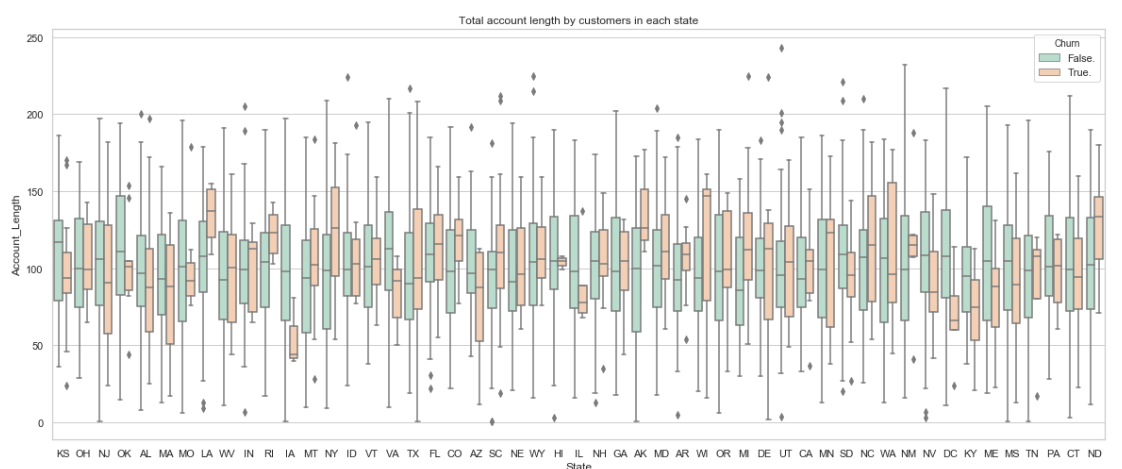 Total account length by customers in each state
Churn
False.
True.
Account_Length
250
200
150
100
50
0
KS OH NJ OK AL MA MO LA WV IN RI IA MT NY ID VT VA TX FL CO AZ SC NE WY HI IL NH GA AK MD AR WI OR MI DE UT CA MN SD NC WA NM NV DC KY ME MS TN PA CT ND
State